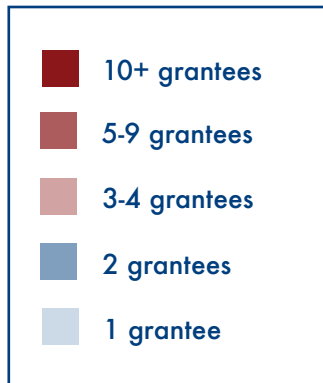 10+ grantees
5-9 grantees
3-4 grantees
2 grantees
1 grantee